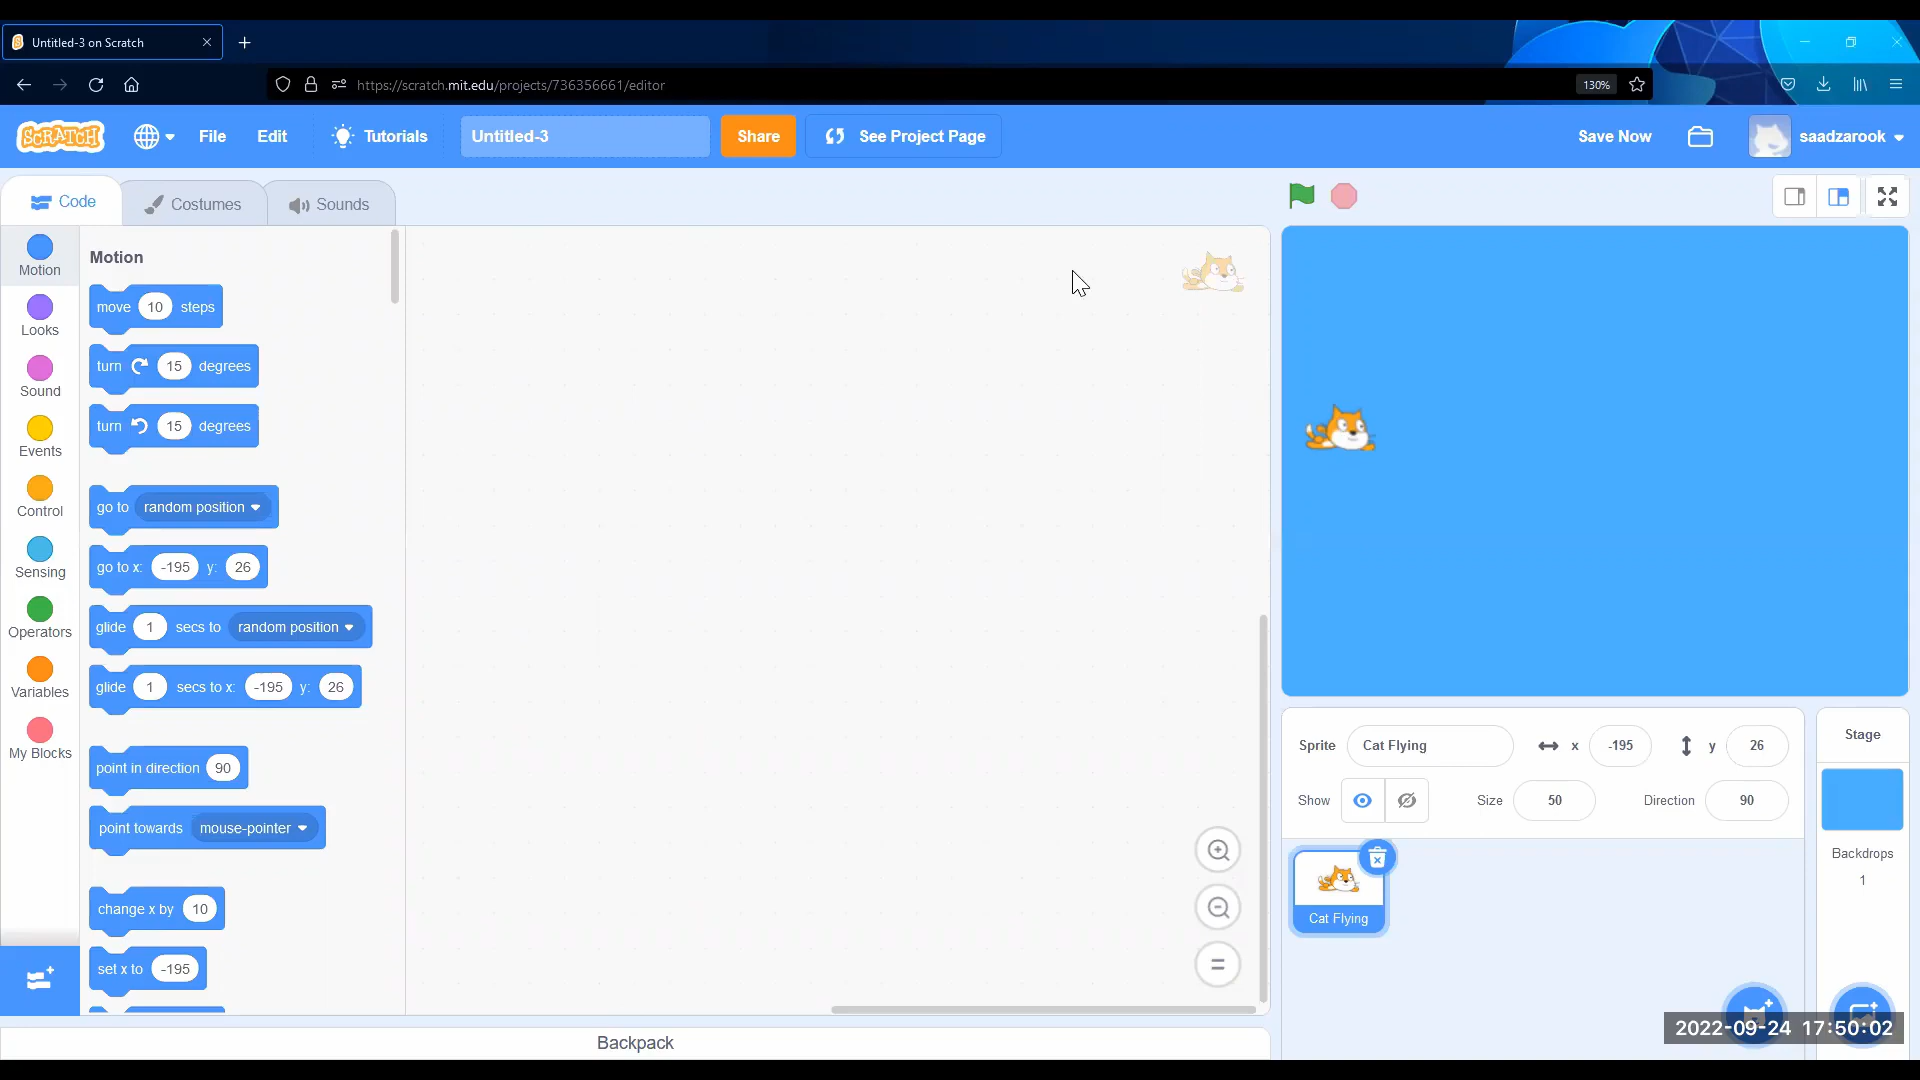 Untitled-3 on Scratch
https://scratch.mit.edu/projects/736356661/editor
130%
SCRATCH
File
Edit
Tutorials
Untitled-3
Share
See Project Page
Save Now
saadzarook
Code
Costumes
Sounds
Motion
Looks
Sound
Events
Control
Sensing
Operators
Variables
My Blocks
Motion
move 10 steps
turn 15 degrees
turn 15 degrees
go to random position
go to x: -195 y: 26
glide 1 secs to random position
glide 1 secs to x: -195 y: 26
point in direction 90
point towards mouse-pointer
change x by 10
set x to -195
Backpack
Sprite Cat Flying x -195 y 26
Show Size 50 Direction 90
Cat Flying
Stage
Backdrops
1
2022-09-24 17:50:02